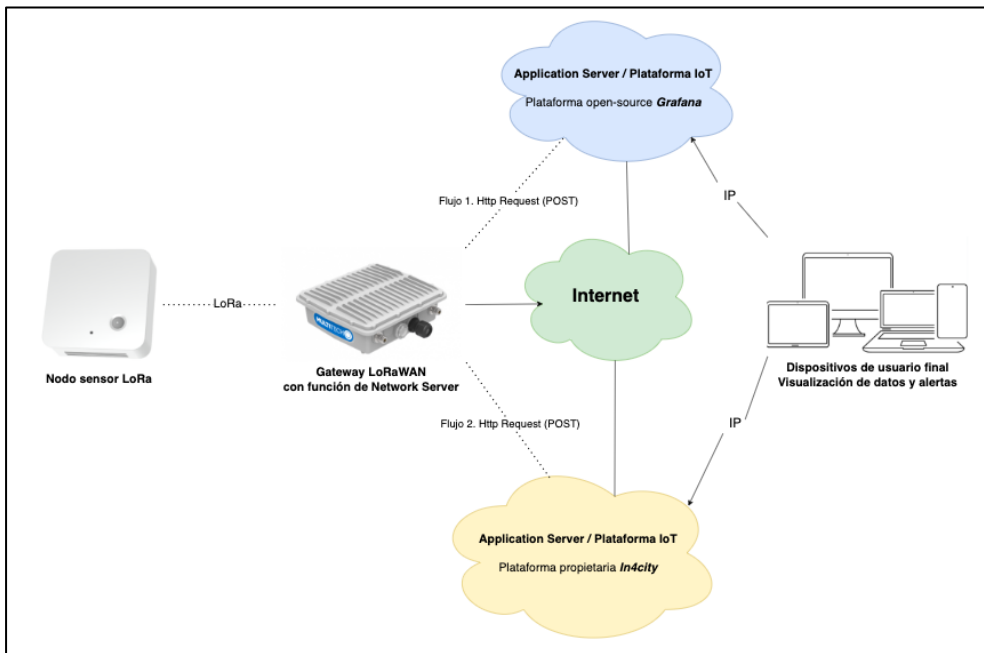 Application Server / Plataforma IoT
Plataforma open-source Grafana
Flujo 1. Http Request (POST)
IP
LoRa
MULTITECH
Internet
Nodo sensor LoRa
Gateway LoRaWAN
con función de Network Server
Dispositivos de usuario final
Visualización de datos y alertas
Flujo 2. Http Request (POST)
IP
Application Server / Plataforma IoT
Plataforma propietaria In4city